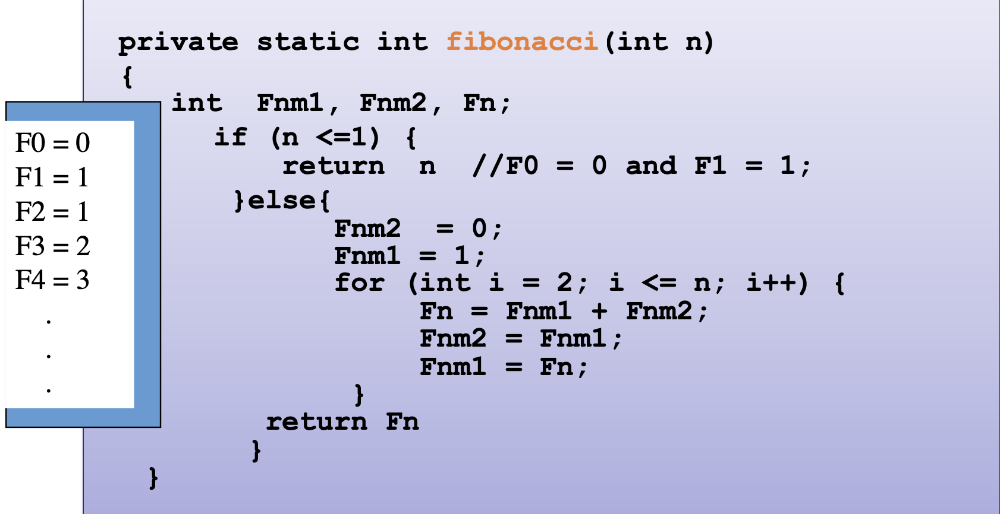 private static int fibonacci(int n)
{
int Fnm1, Fnm2, Fn;
if (n <=1) {
return n //F0 = 0 and F1 = 1;
}else{
Fnm2 = 0;
Fnm1 = 1;
for (int i = 2; i <= n; i++) {
Fn = Fnm1 + Fnm2;
Fnm2 = Fnm1;
Fnm1 = Fn;
}
return Fn
}
}
F0 = 0
F1 = 1
F2 = 1
F3 = 2
F4 = 3
.
.
.